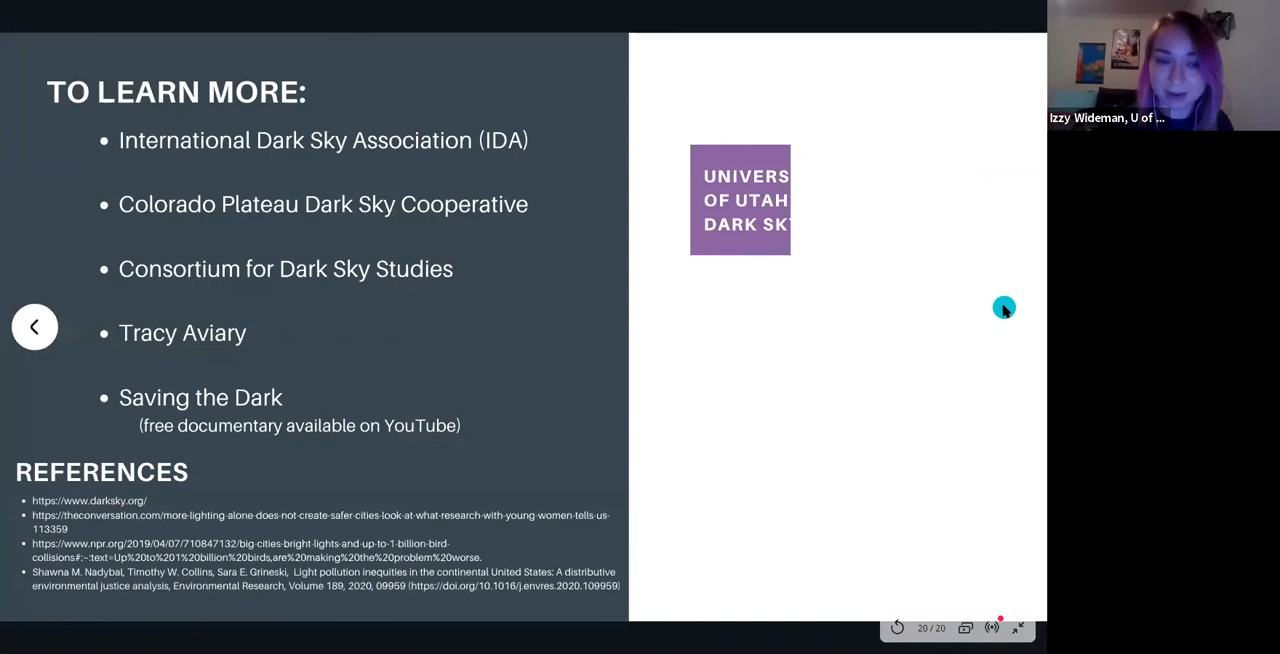 TO LEARN MORE:
• International Dark Sky Association (IDA)
• Colorado Plateau Dark Sky Cooperative
• Consortium for Dark Sky Studies
• Tracy Aviary
• Saving the Dark
(free documentary available on YouTube)
REFERENCES
• https://www.darksky.org/
• https://theconversation.com/more-lighting-alone-does-not-create-safer-cities-look-at-what-research-with-young-women-tells-us-
113359
• https://www.npr.org/2019/04/07/710847132/big-cities-bright-lights-and-up-to-1-billion-bird-
collisions#:~:text=Up%20to%201%20billion%20birds,are%20making%20the%20problem%20worse.
• Shawna M. Nadybal, Timothy W. Collins, Sara E. Grineski, Light pollution inequities in the continental United States: A distributive
environmental justice analysis, Environmental Research, Volume 189, 2020, 09959 (https://doi.org/10.1016/j.envres.2020.109959)
UNIVERS
OF UTAH
DARK SK
Izzy Wideman, U of ...
20 / 20